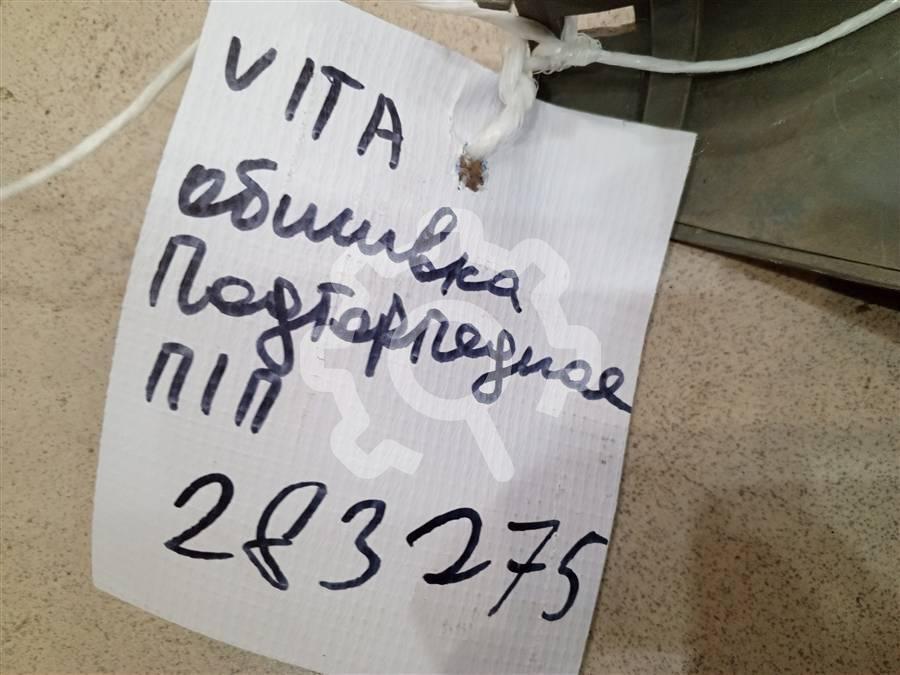 VITA
обшивка
Подторпедная
П/П
283275